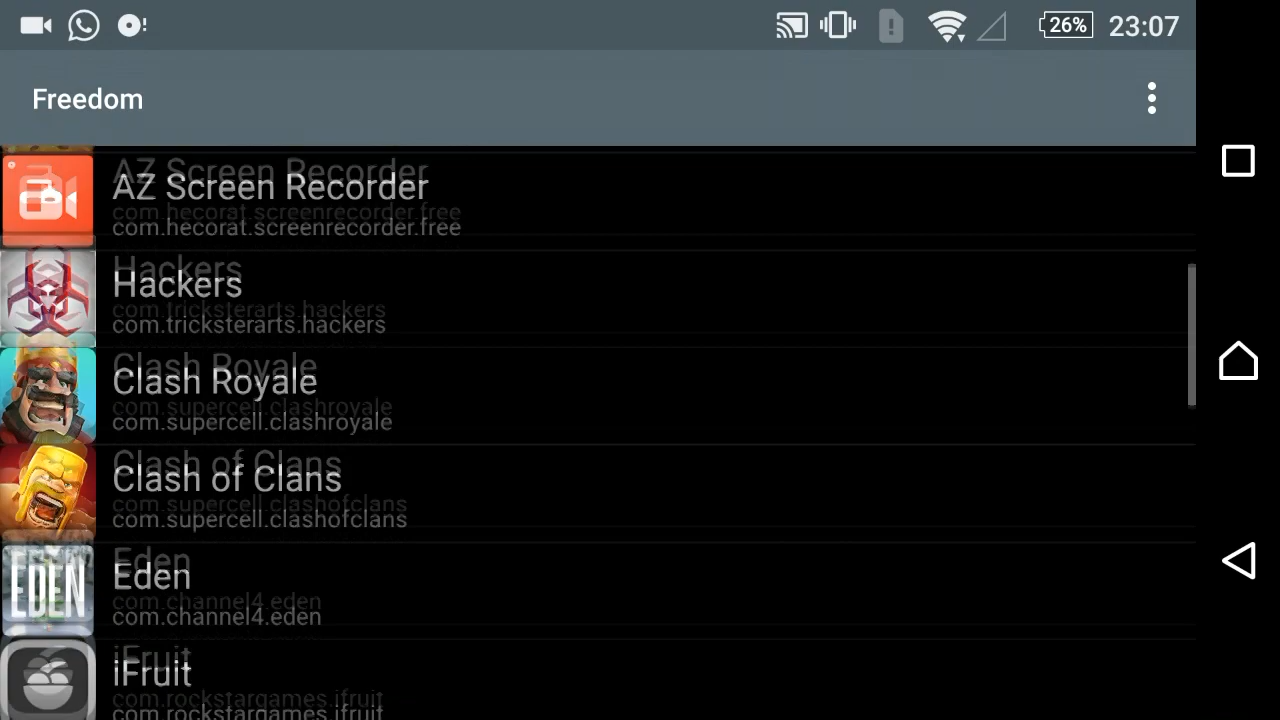 26%
23:07
Freedom
AZ Screen Recorder
com.hecorat.screenrecorder.free
Hackers
com.tricksterarts.hackers
Clash Royale
com.supercell.clashroyale
Clash of Clans
com.supercell.clashofclans
EDEN
Eden
com.channel4.eden
iFruit
com.rockstargames.ifruit